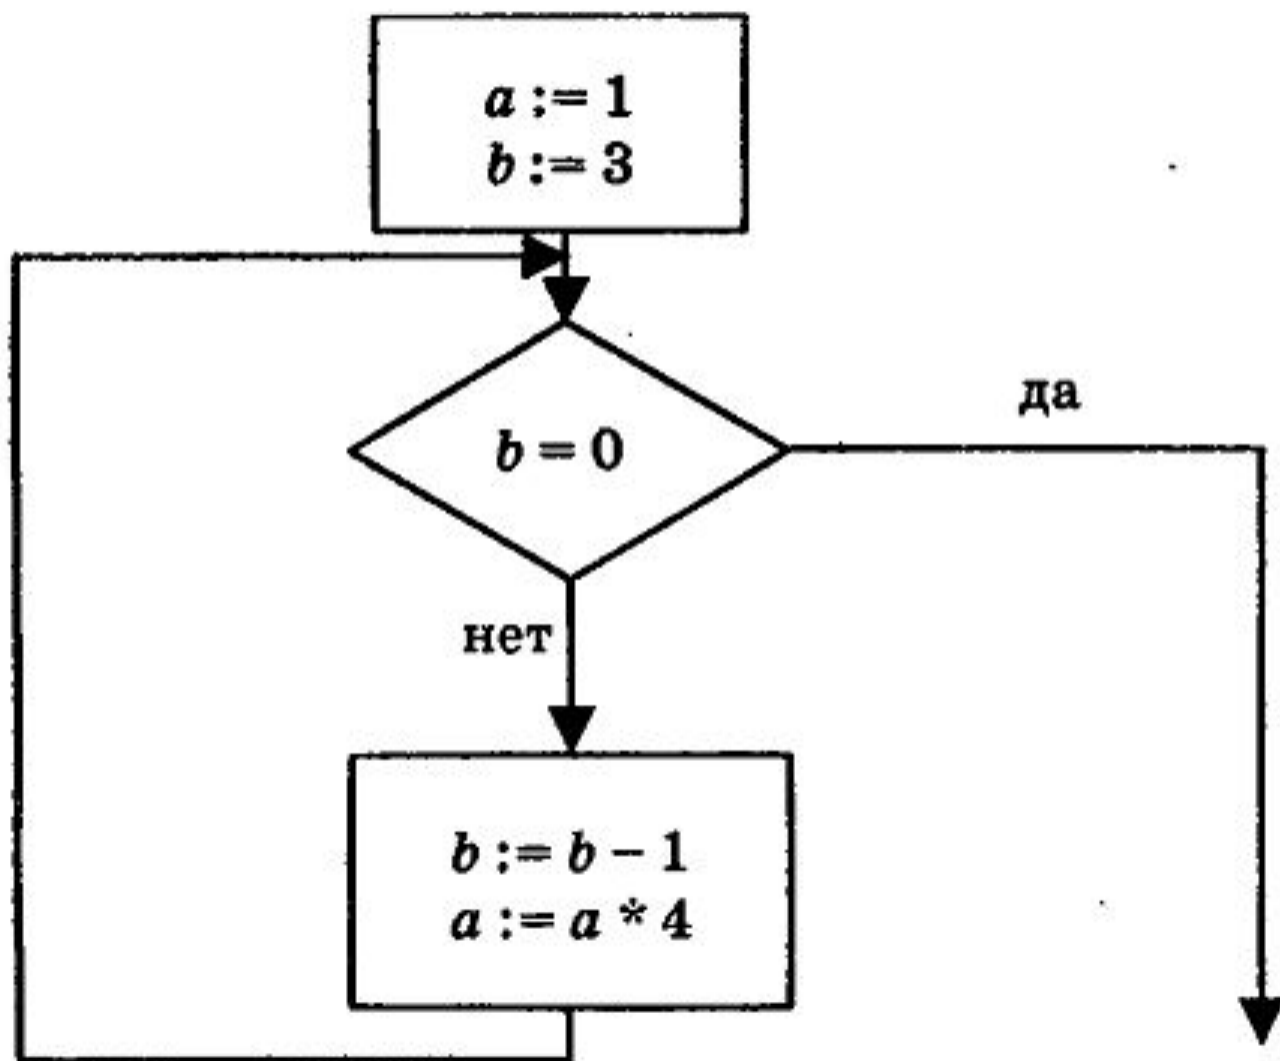 a := 1
b := 3
b = 0
да
нет
b := b – 1
a := a * 4